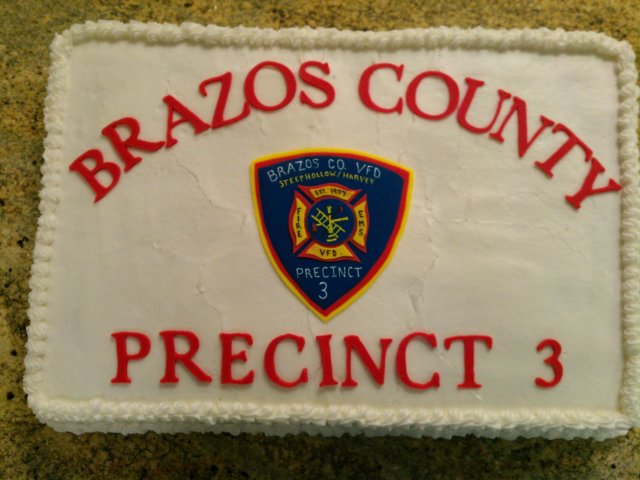 BRAZOS COUNTY
BRAZOS CO. VFD
STEEPHOLLOW/HARVEY
EST. 1977
FIRE
EMS
VFD.
PRECINCT
3
PRECINCT 3